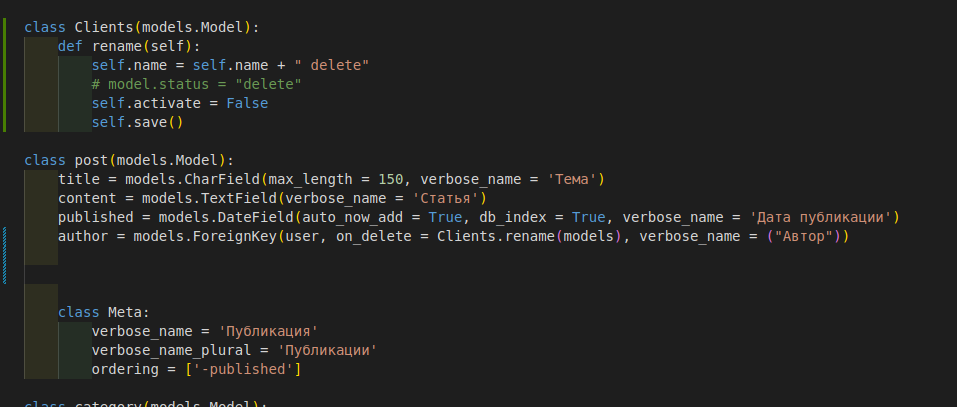 class Clients(models.Model):
def rename(self):
self.name = self.name + " delete"
# model.status = "delete"
self.activate = False
self.save()
class post(models.Model):
title = models.CharField(max_length = 150, verbose_name = 'Тема')
content = models.TextField(verbose_name = 'Статья')
published = models.DateField(auto_now_add = True, db_index = True, verbose_name = 'Дата публикации')
author = models.ForeignKey(user, on_delete = Clients.rename(models), verbose_name = ("Автор"))
class Meta:
verbose_name = 'Публикация'
verbose_name_plural = 'Публикации'
ordering = ['-published']
class category(models.Model):